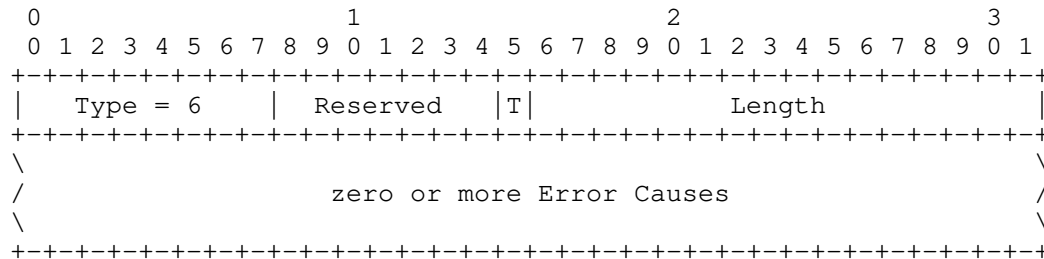 0                   1                   2                   3
 0 1 2 3 4 5 6 7 8 9 0 1 2 3 4 5 6 7 8 9 0 1 2 3 4 5 6 7 8 9 0 1
+-+-+-+-+-+-+-+-+-+-+-+-+-+-+-+-+-+-+-+-+-+-+-+-+-+-+-+-+-+-+-+-+
|   Type = 6    |  Reserved   |T|            Length             |
+-+-+-+-+-+-+-+-+-+-+-+-+-+-+-+-+-+-+-+-+-+-+-+-+-+-+-+-+-+-+-+-+
\                                                               \
/                   zero or more Error Causes                   /
\                                                               \
+-+-+-+-+-+-+-+-+-+-+-+-+-+-+-+-+-+-+-+-+-+-+-+-+-+-+-+-+-+-+-+-+